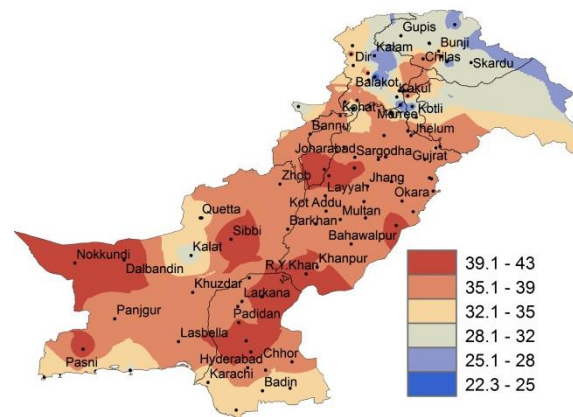 Gupis
Bunji
Kalam
Dir
Chilas
Skardu
Balakot
Kakul
Kohat
Murree
Kotli
Bannu
Jhelum
Joharabad
Sargodha
Gujrat
Zhob
Layyah
Jhang
Okara
Kot Addu
Quetta
Barkhan
Multan
Sibbi
Bahawalpur
Kalat
Nokkundi
Dalbandin
R.Y.Khan
Khanpur
Khuzdar
Larkana
Panjgur
Padidan
Lasbella
Pasni
Hyderabad
Chhor
Karachi
Badin
39.1 - 43
35.1 - 39
32.1 - 35
28.1 - 32
25.1 - 28
22.3 - 25